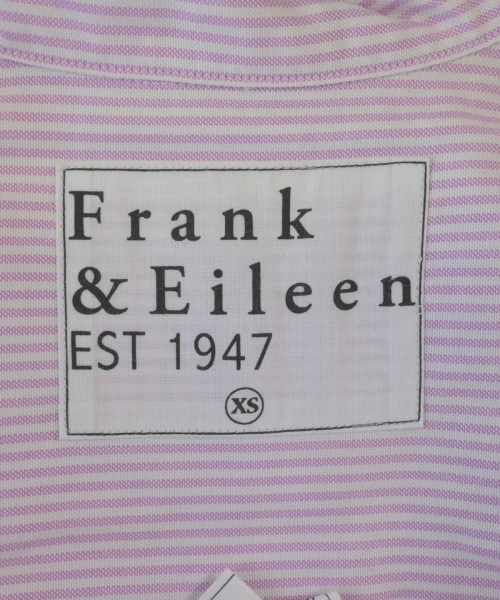 Frank
& Eileen
EST 1947
XS